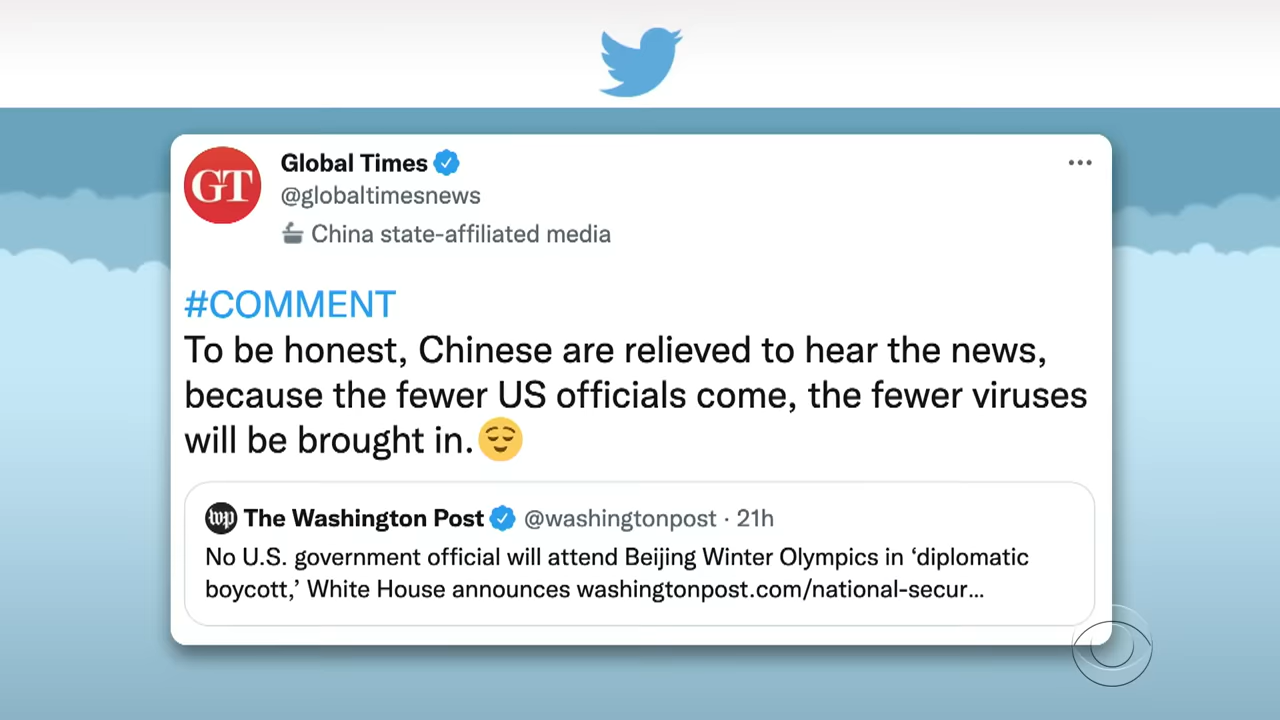 GT
Global Times
@globaltimesnews
China state-affiliated media
#COMMENT
To be honest, Chinese are relieved to hear the news,
because the fewer US officials come, the fewer viruses
will be brought in.😌
wp The Washington Post @washingtonpost · 21h
No U.S. government official will attend Beijing Winter Olympics in ‘diplomatic
boycott,’ White House announces washingtonpost.com/national-secur...